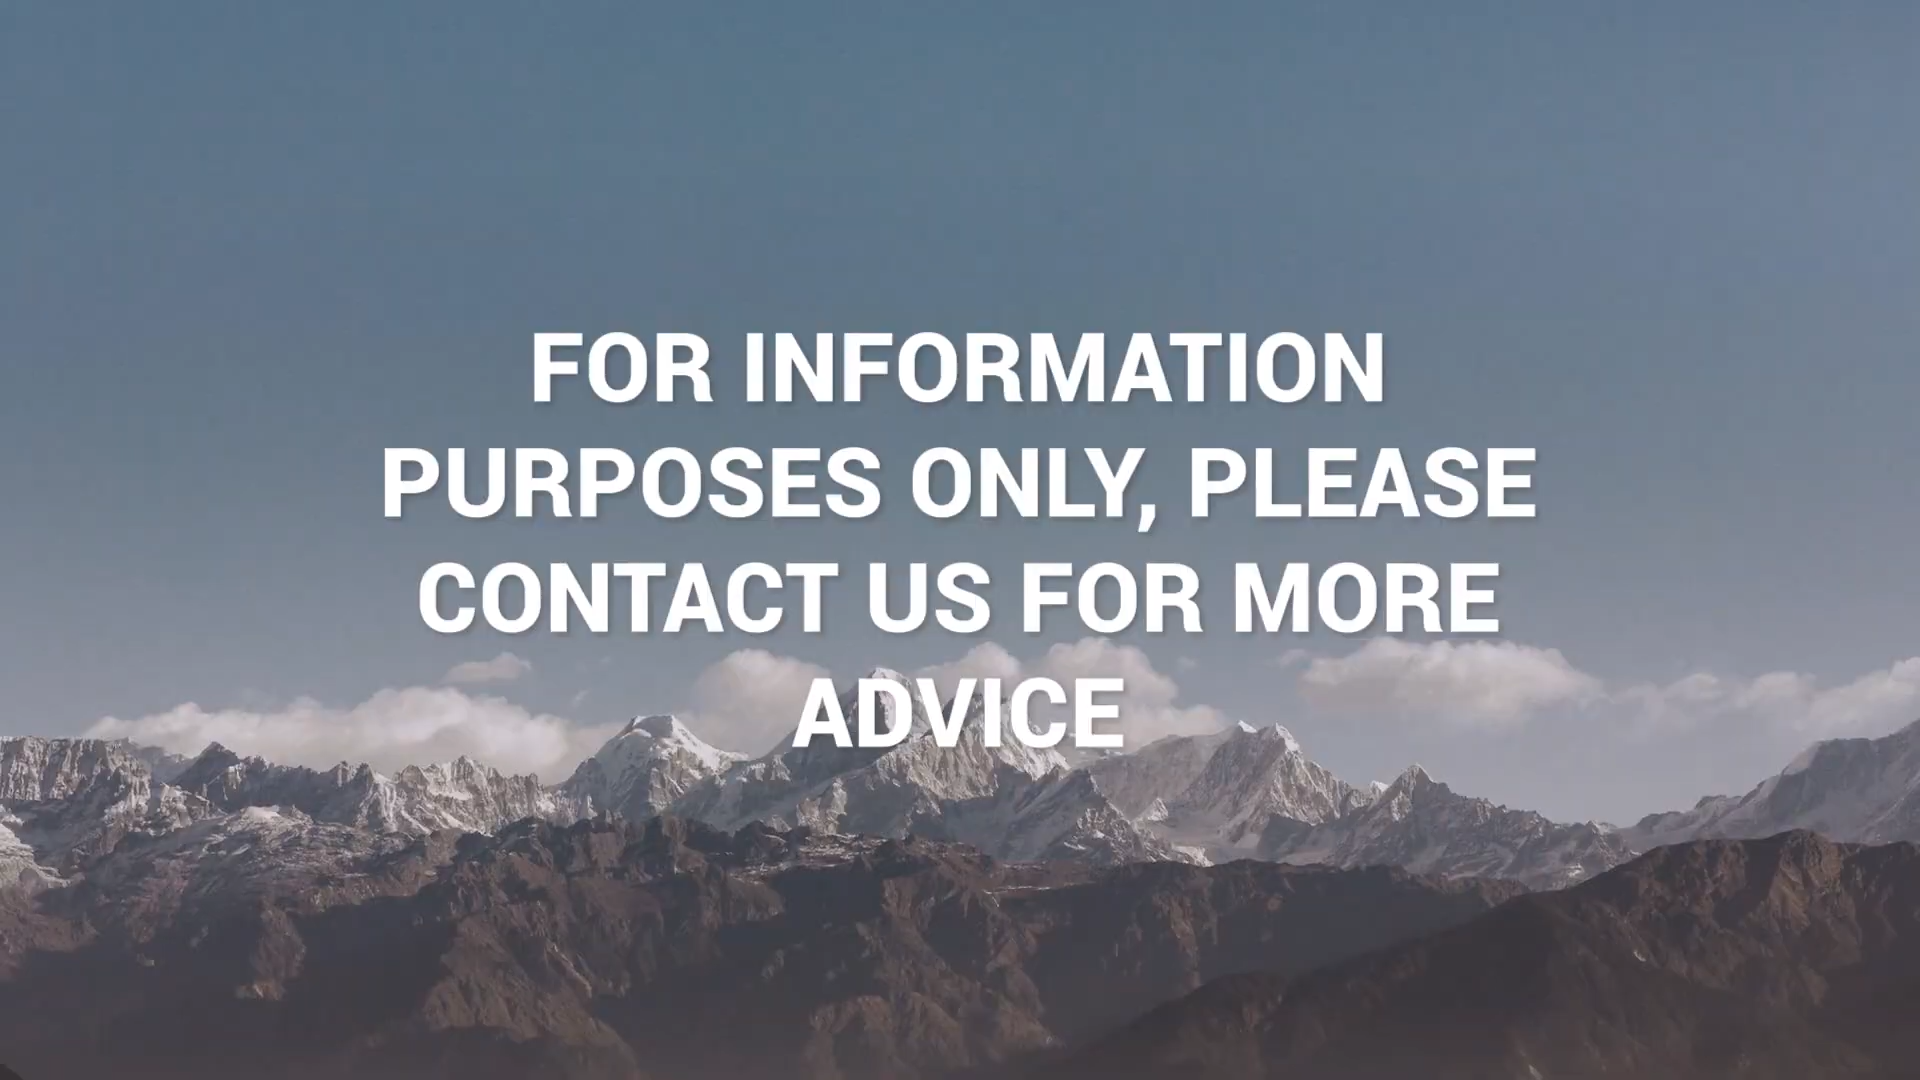 FOR INFORMATION
PURPOSES ONLY, PLEASE
CONTACT US FOR MORE
ADVICE